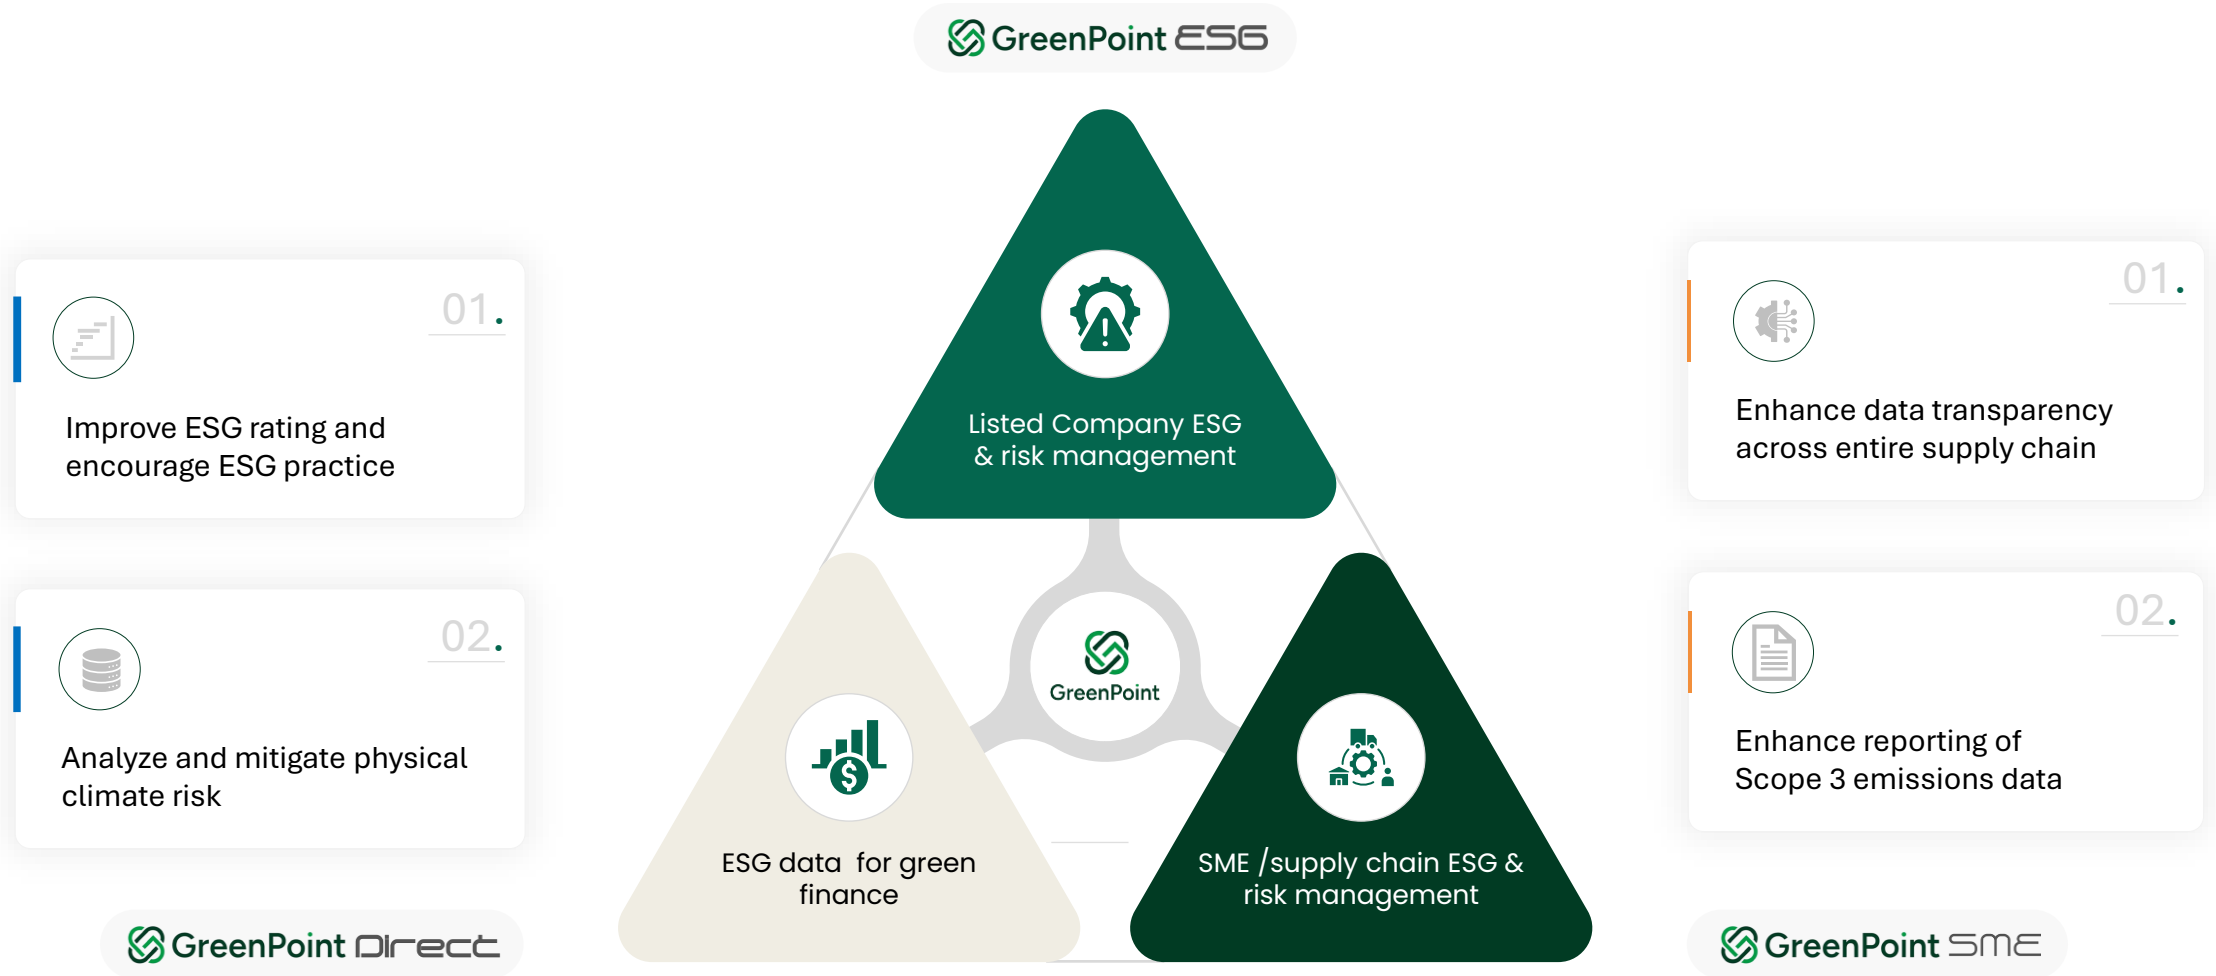 GreenPoint ESG
01.
Improve ESG rating and
encourage ESG practice
02.
Analyze and mitigate physical
climate risk
GreenPoint Direct
Listed Company ESG
& risk management
GreenPoint
ESG data  for green
finance
SME /supply chain ESG &
risk management
01.
Enhance data transparency
across entire supply chain
02.
Enhance reporting of
Scope 3 emissions data
GreenPoint SME